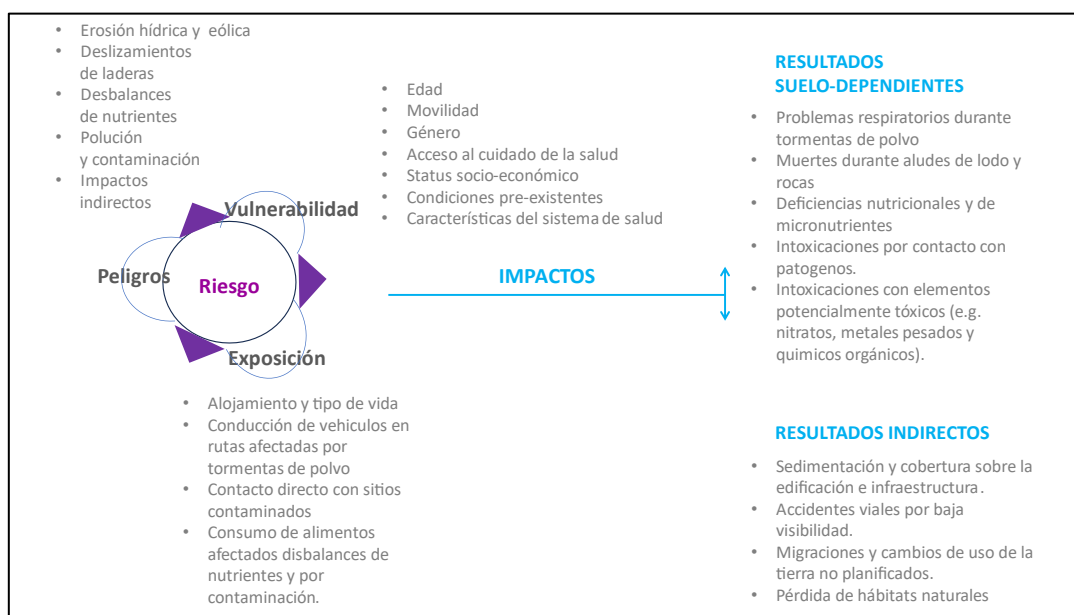 • Erosión hídrica y eólica
• Deslizamientos
de laderas
• Desbalances
de nutrientes
• Polución
y contaminación
• Impactos
indirectos
• Edad
• Movilidad
• Género
• Acceso al cuidado de la salud
• Status socio-económico
• Condiciones pre-existentes
• Características del sistema de salud
Vulnerabilidad
Peligros
Riesgo
Exposición
• Alojamiento y tipo de vida
• Conducción de vehiculos en
rutas afectadas por
tormentas de polvo
• Contacto directo con sitios
contaminados
• Consumo de alimentos
afectados disbalances de
nutrientes y por
contaminación.
IMPACTOS
RESULTADOS
SUELO-DEPENDIENTES
• Problemas respiratorios durante
tormentas de polvo
• Muertes durante aludes de lodo y
rocas
• Deficiencias nutricionales y de
micronutrientes
• Intoxicaciones por contacto con
patogenos.
• Intoxicaciones con elementos
potencialmente tóxicos (e.g.
nitratos, metales pesados y
quimicos orgánicos).
RESULTADOS INDIRECTOS
• Sedimentación y cobertura sobre la
edificación e infraestructura.
• Accidentes viales por baja
visibilidad.
• Migraciones y cambios de uso de la
tierra no planificados.
• Pérdida de hábitats naturales